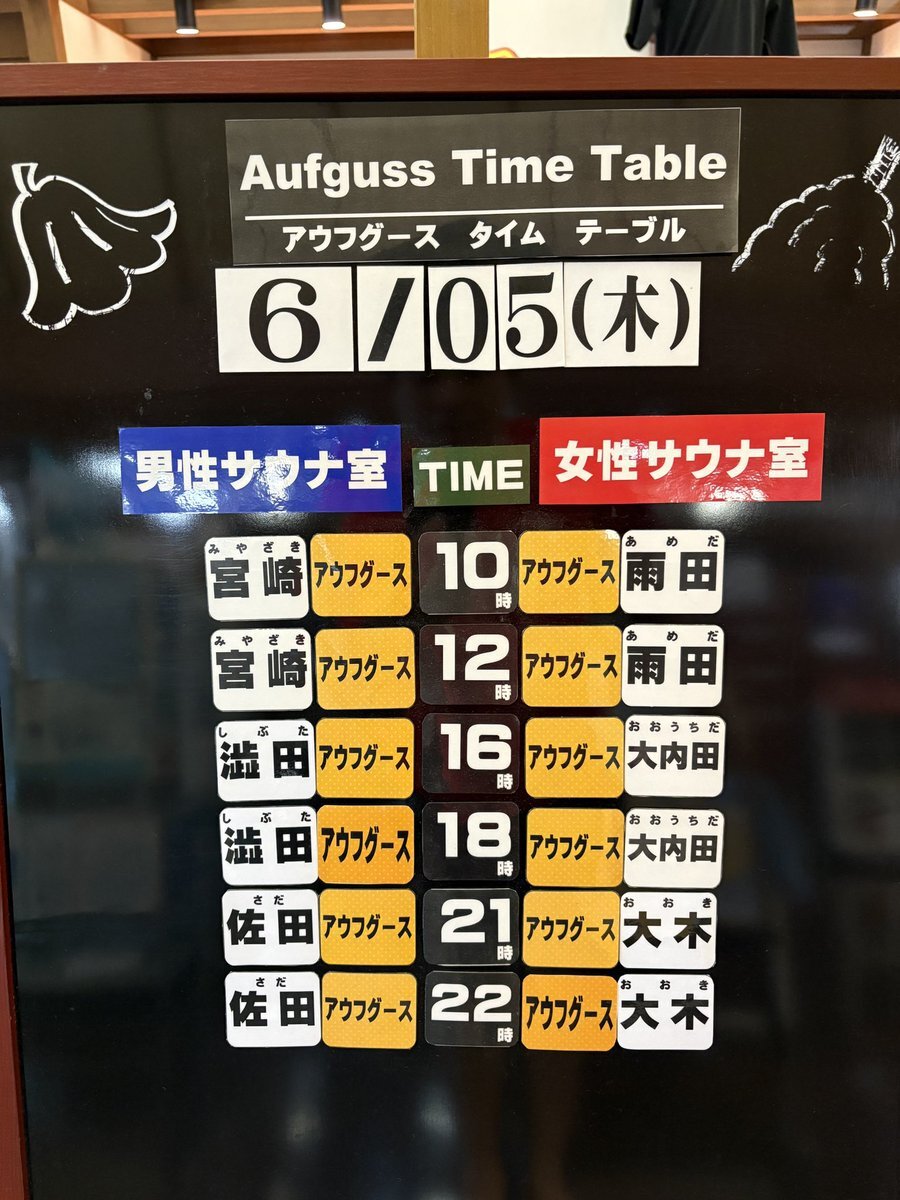 Aufguss Time Table
アウフグース タイム テーブル
6/05(木)
男性サウナ室 TIME 女性サウナ室
みやざき あめだ
宮崎 アウフグース 10時 アウフグース 雨田
みやざき あめだ
宮崎 アウフグース 12時 アウフグース 雨田
しぶた おおうちだ
澁田 アウフグース 16時 アウフグース 大内田
しぶた おおうちだ
澁田 アウフグース 18時 アウフグース 大内田
さだ おおき
佐田 アウフグース 21時 アウフグース 大木
さだ おおき
佐田 アウフグース 22時 アウフグース 大木